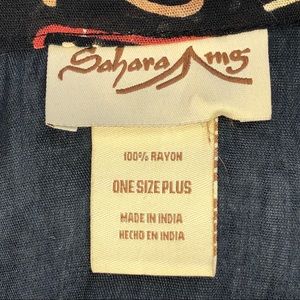 Sahara Amg
100% RAYON
ONE SIZE PLUS
MADE IN INDIA
HECHO EN INDIA